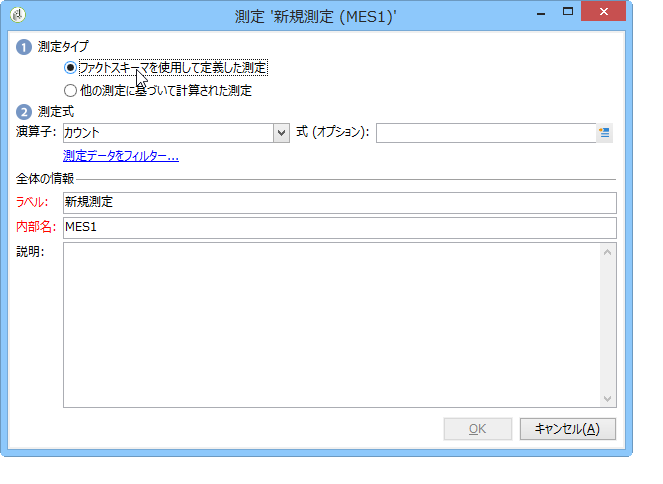 測定 '新規測定 (MES1)'
1 測定タイプ
ファクトスキーマを使用して定義した測定
他の測定に基づいて計算された測定
2 測定式
演算子: カウント 式 (オプション):
測定データをフィルター...
全体の情報
ラベル: 新規測定
内部名: MES1
説明:
OK キャンセル(A)